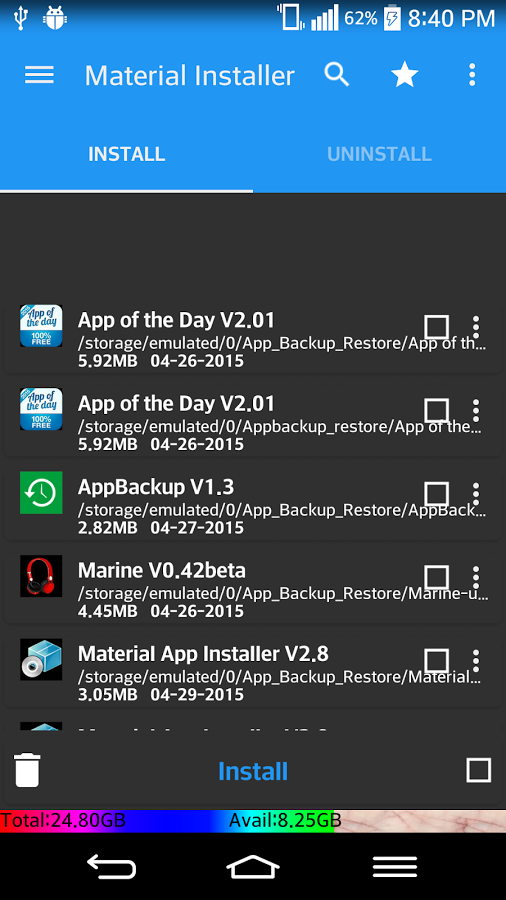 62% 8:40 PM
Material Installer
INSTALL UNINSTALL
App of the day 100% FREE
App of the Day V2.01
/storage/emulated/0/App_Backup_Restore/App of th...
5.92MB 04-26-2015
App of the day 100% FREE
App of the Day V2.01
/storage/emulated/0/Appbackup_restore/App of the...
5.92MB 04-26-2015
AppBackup V1.3
/storage/emulated/0/App_Backup_Restore/AppBack...
2.82MB 04-27-2015
Marine V0.42beta
/storage/emulated/0/App_Backup_Restore/Marine-u...
4.45MB 04-26-2015
Material App Installer V2.8
/storage/emulated/0/App_Backup_Restore/Material...
3.05MB 04-29-2015
Install
Total:24.80GB Avail:8.25GB